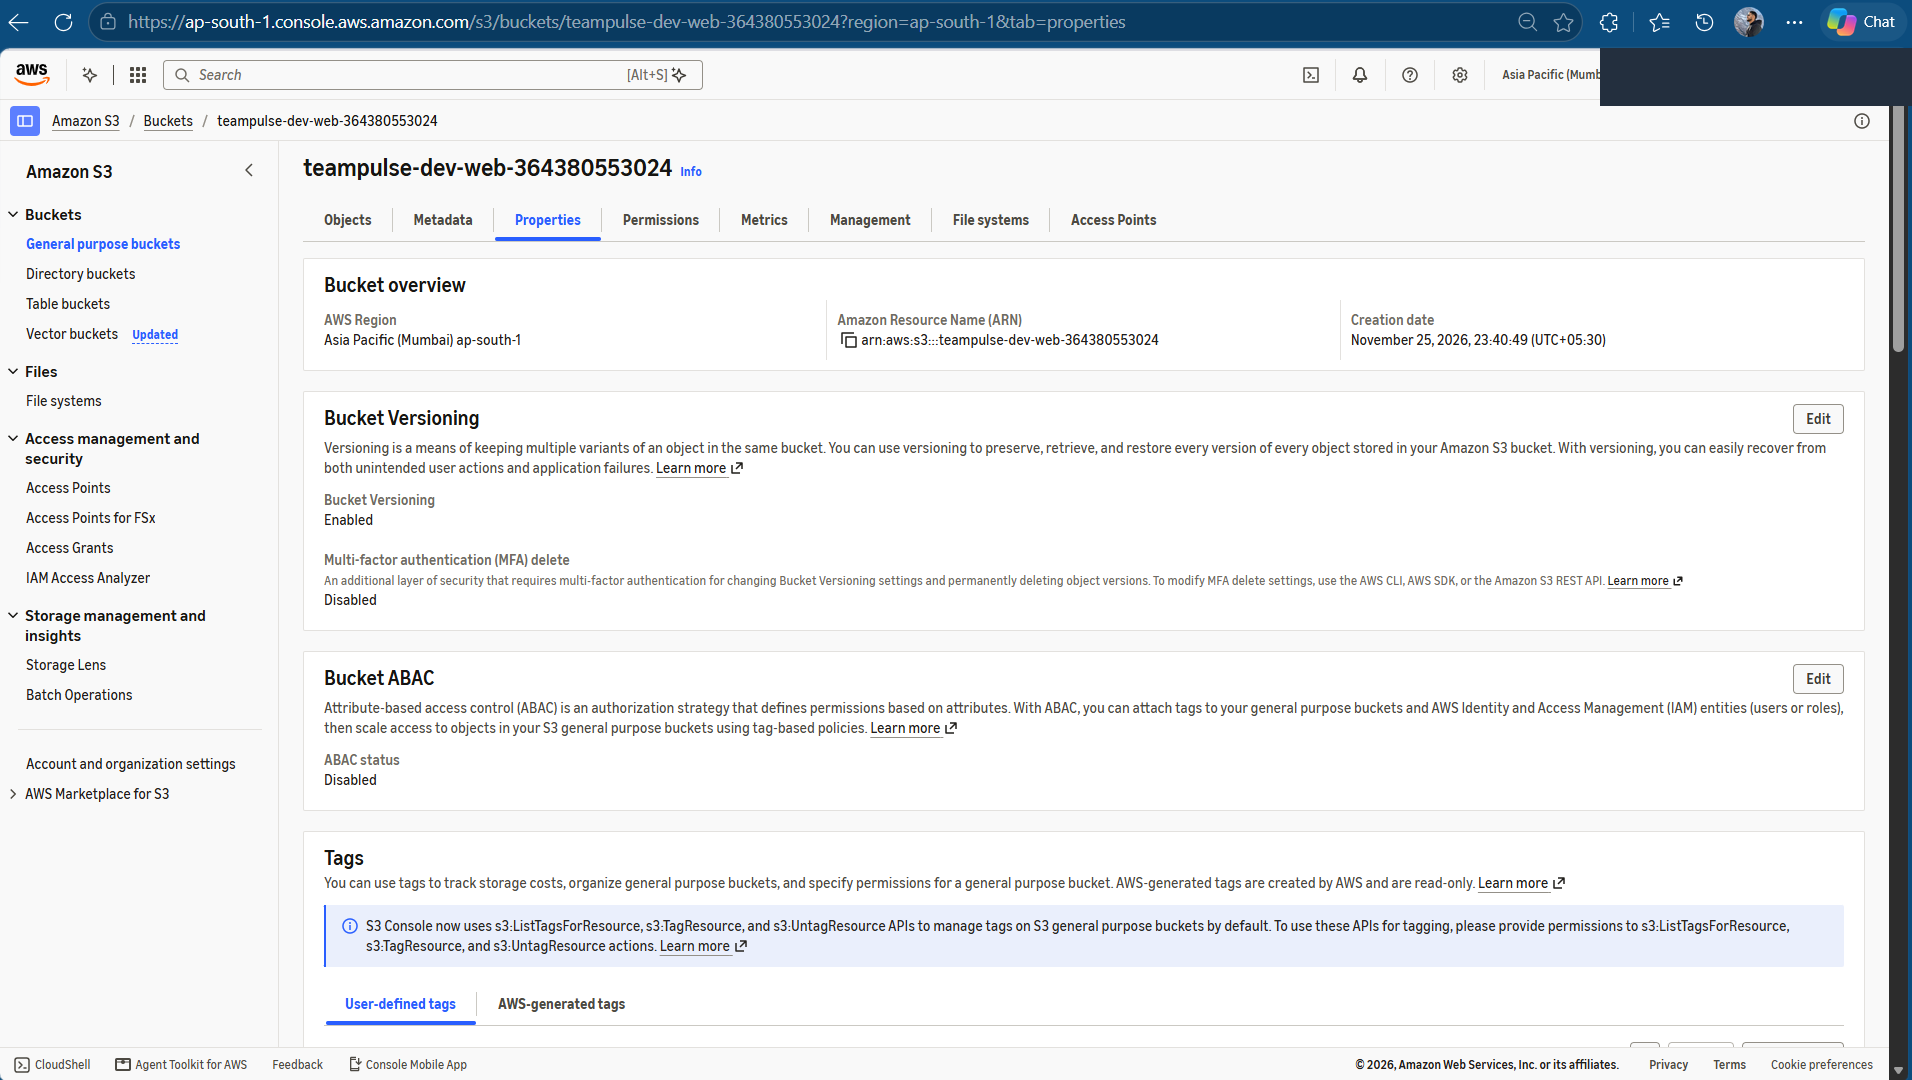 https://ap-south-1.console.aws.amazon.com/s3/buckets/teampulse-dev-web-364380553024?region=ap-south-1&tab=properties
Chat
aws
Search
[Alt+S]
Asia Pacific (Mumb
Amazon S3 / Buckets / teampulse-dev-web-364380553024
Amazon S3
Buckets
General purpose buckets
Directory buckets
Table buckets
Vector buckets Updated
Files
File systems
Access management and
security
Access Points
Access Points for FSx
Access Grants
IAM Access Analyzer
Storage management and
insights
Storage Lens
Batch Operations
Account and organization settings
AWS Marketplace for S3
teampulse-dev-web-364380553024 Info
Objects Metadata Properties Permissions Metrics Management File systems Access Points
Bucket overview
AWS Region
Asia Pacific (Mumbai) ap-south-1
Amazon Resource Name (ARN)
arn:aws:s3:::teampulse-dev-web-364380553024
Creation date
November 25, 2026, 23:40:49 (UTC+05:30)
Bucket Versioning
Edit
Versioning is a means of keeping multiple variants of an object in the same bucket. You can use versioning to preserve, retrieve, and restore every version of every object stored in your Amazon S3 bucket. With versioning, you can easily recover from
both unintended user actions and application failures. Learn more
Bucket Versioning
Enabled
Multi-factor authentication (MFA) delete
An additional layer of security that requires multi-factor authentication for changing Bucket Versioning settings and permanently deleting object versions. To modify MFA delete settings, use the AWS CLI, AWS SDK, or the Amazon S3 REST API. Learn more
Disabled
Bucket ABAC
Edit
Attribute-based access control (ABAC) is an authorization strategy that defines permissions based on attributes. With ABAC, you can attach tags to your general purpose buckets and AWS Identity and Access Management (IAM) entities (users or roles),
then scale access to objects in your S3 general purpose buckets using tag-based policies. Learn more
ABAC status
Disabled
Tags
You can use tags to track storage costs, organize general purpose buckets, and specify permissions for a general purpose bucket. AWS-generated tags are created by AWS and are read-only. Learn more
S3 Console now uses s3:ListTagsForResource, s3:TagResource, and s3:UntagResource APIs to manage tags on S3 general purpose buckets by default. To use these APIs for tagging, please provide permissions to s3:ListTagsForResource,
s3:TagResource, and s3:UntagResource actions. Learn more
User-defined tags AWS-generated tags
CloudShell Agent Toolkit for AWS Feedback Console Mobile App
© 2026, Amazon Web Services, Inc. or its affiliates. Privacy Terms Cookie preferences